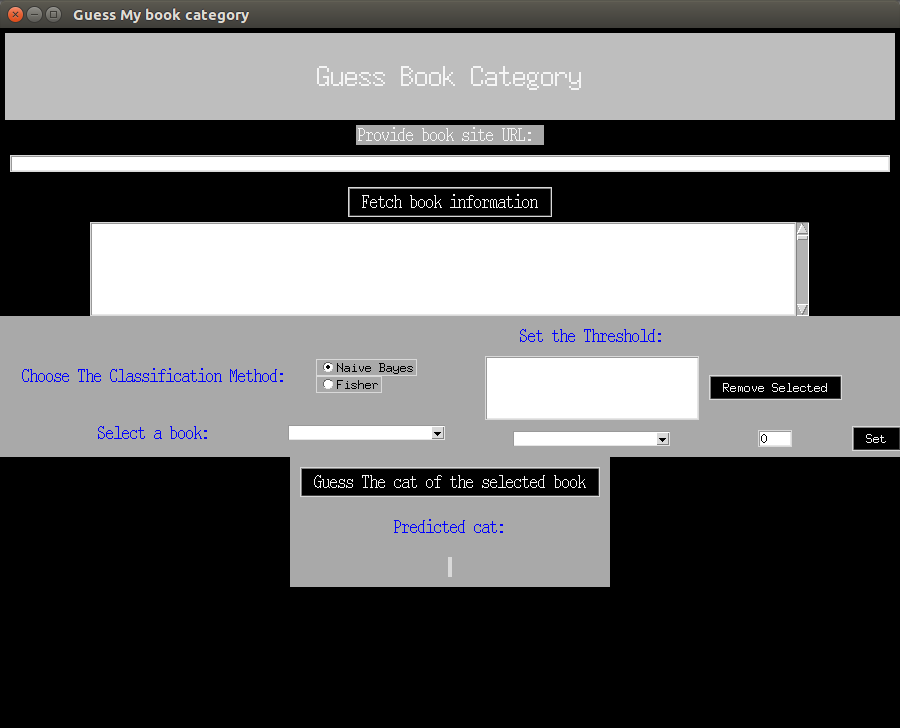 Guess My book category
Guess Book Category
Provide book site URL:
Fetch book information
Set the Threshold:
Choose The Classification Method:
Naive Bayes
Fisher
Remove Selected
Select a book:
0
Set
Guess The cat of the selected book
Predicted cat: